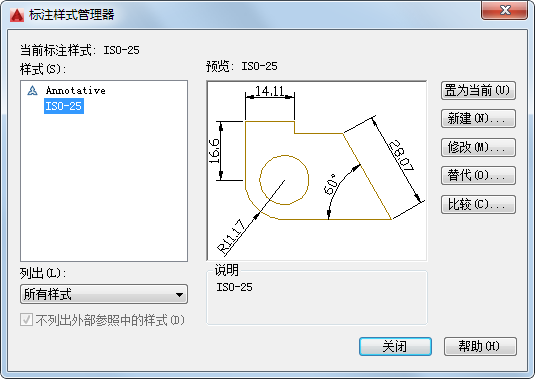 标注样式管理器
当前标注样式: ISO-25
样式(S):
Annotative
ISO-25
预览: ISO-25
14.11
16.6
28.07
60°
R11.17
置为当前(U)
新建(N)...
修改(M)...
替代(O)...
比较(C)...
列出(L):
所有样式
不列出外部参照中的样式(D)
说明
ISO-25
关闭
帮助(H)